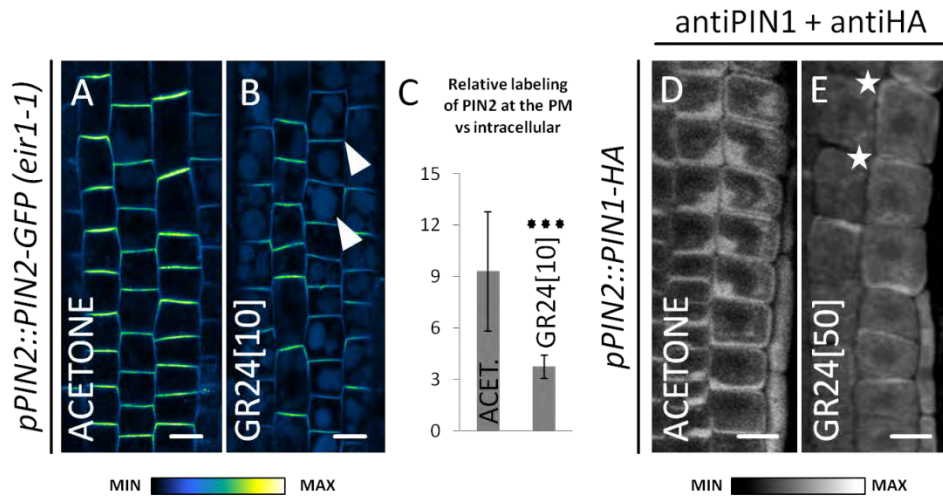 antiPIN1 + antiHA
pPIN2::PIN2-GFP (eir1-1)
A
ACETONE
B
GR24[10]
C
Relative labeling
of PIN2 at the PM
vs intracellular
15
12
9
6
3
0
ACET.
GR24[10]
pPIN2::PIN1-HA
D
ACETONE
E
GR24[50]
MIN
MAX
MIN
MAX